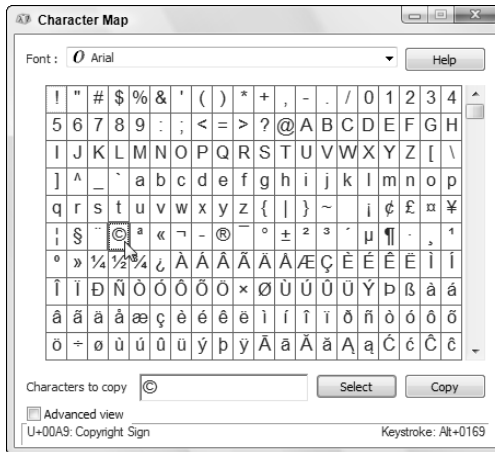 Character Map
Font : O Arial Help
! " # $ % & ' ( ) * + , - . / 0 1 2 3 4
5 6 7 8 9 : ; < = > ? @ A B C D E F G H
I J K L M N O P Q R S T U V W X Y Z [ \
] ^ _ ` a b c d e f g h i j k l m n o p
q r s t u v w x y z { | } ~ ¡ ¢ £ ¤ ¥
¦ § ¨ © ª « ¬ - ® ¯ ° ± ² ³ ´ µ ¶ · ¸ ¹
º » ¼ ½ ¾ ¿ À Á Â Ã Ä Å Æ Ç È É Ê Ë Ì Í
Î Ï Ð Ñ Ò Ó Ô Õ Ö × Ø Ù Ú Û Ü Ý Þ ß à á
â ã ä å æ ç è é ê ë ì í î ï ð ñ ò ó ô õ
ö ÷ ø ù ú û ü ý þ ÿ Ā ā Ă ă Ą ą Ć ć Ĉ ĉ
Characters to copy © Select Copy
Advanced view
U+00A9: Copyright Sign Keystroke: Alt+0169